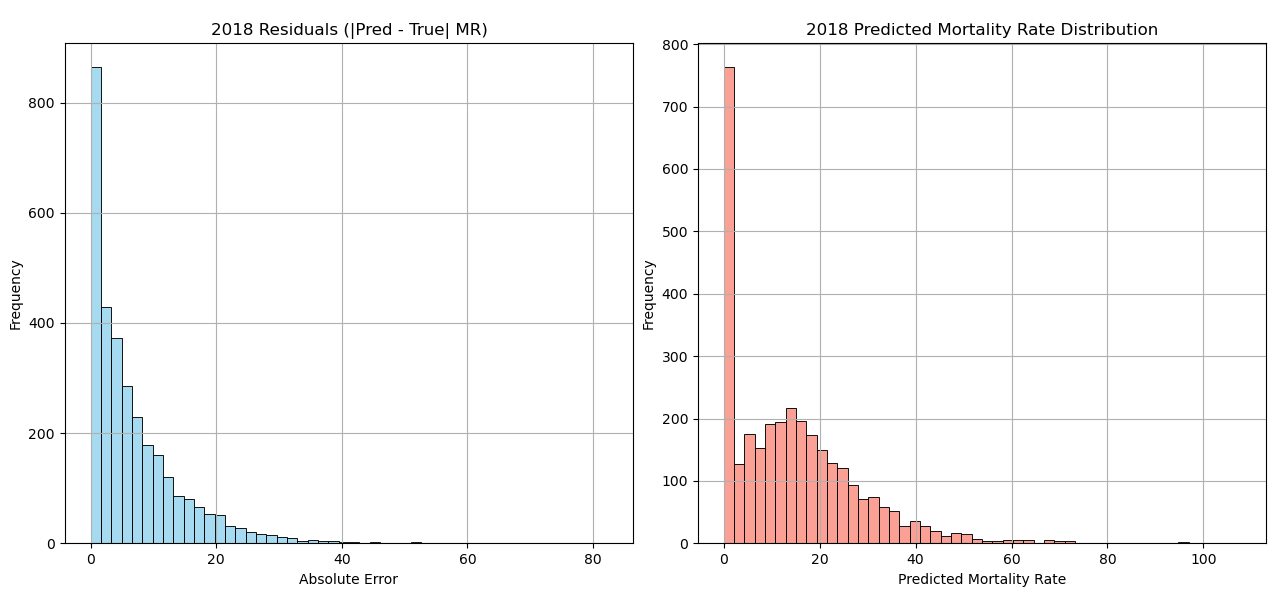 2018 Residuals (|Pred - True| MR)
Frequency
800
600
400
200
0
0 20 40 60 80
Absolute Error
2018 Predicted Mortality Rate Distribution
Frequency
800
700
600
500
400
300
200
100
0
0 20 40 60 80 100
Predicted Mortality Rate